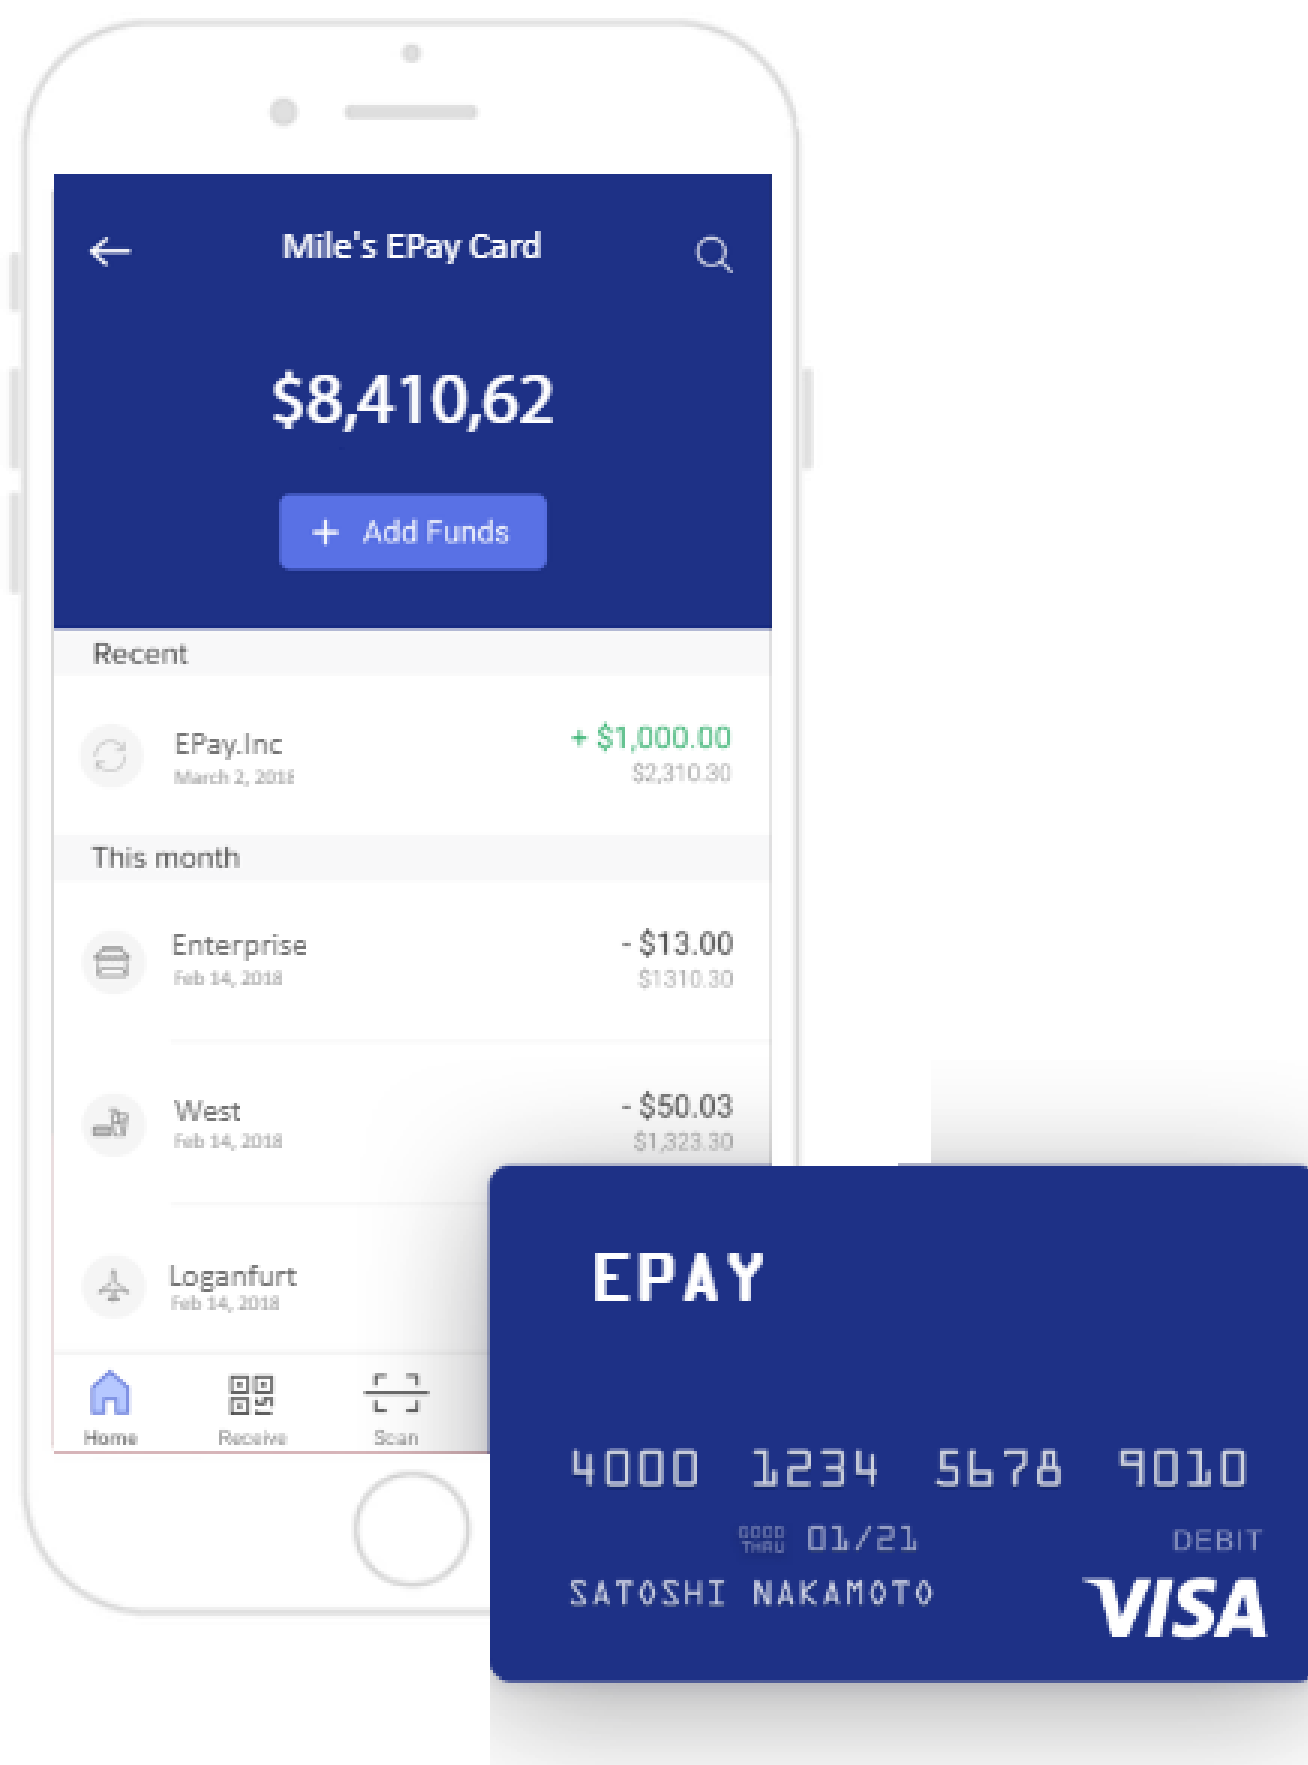 Mile's EPay Card
$8,410,62
+ Add Funds
Recent
EPay.Inc
+ $1,000.00
March 2, 2018
$2,310.30
This month
Enterprise
- $13.00
Feb 14, 2018
$1310.30
West
- $50.03
Feb 14, 2018
$1,323.30
Loganfurt
Feb 14, 2018
Home
Receive
Scan
EPAY
4000 1234 5678 9010
GOOD THRU 01/21
DEBIT
SATOSHI NAKAMOTO
VISA